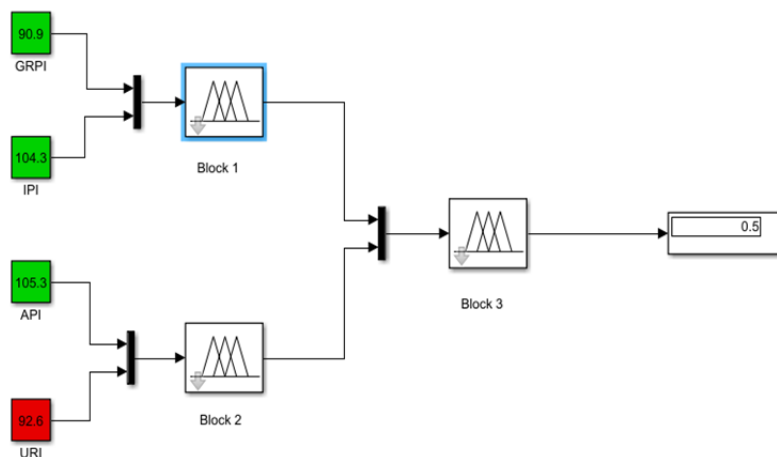 90.9
GRPI
104.3
IPI
Block 1
0.5
Block 3
105.3
API
Block 2
92.6
URI